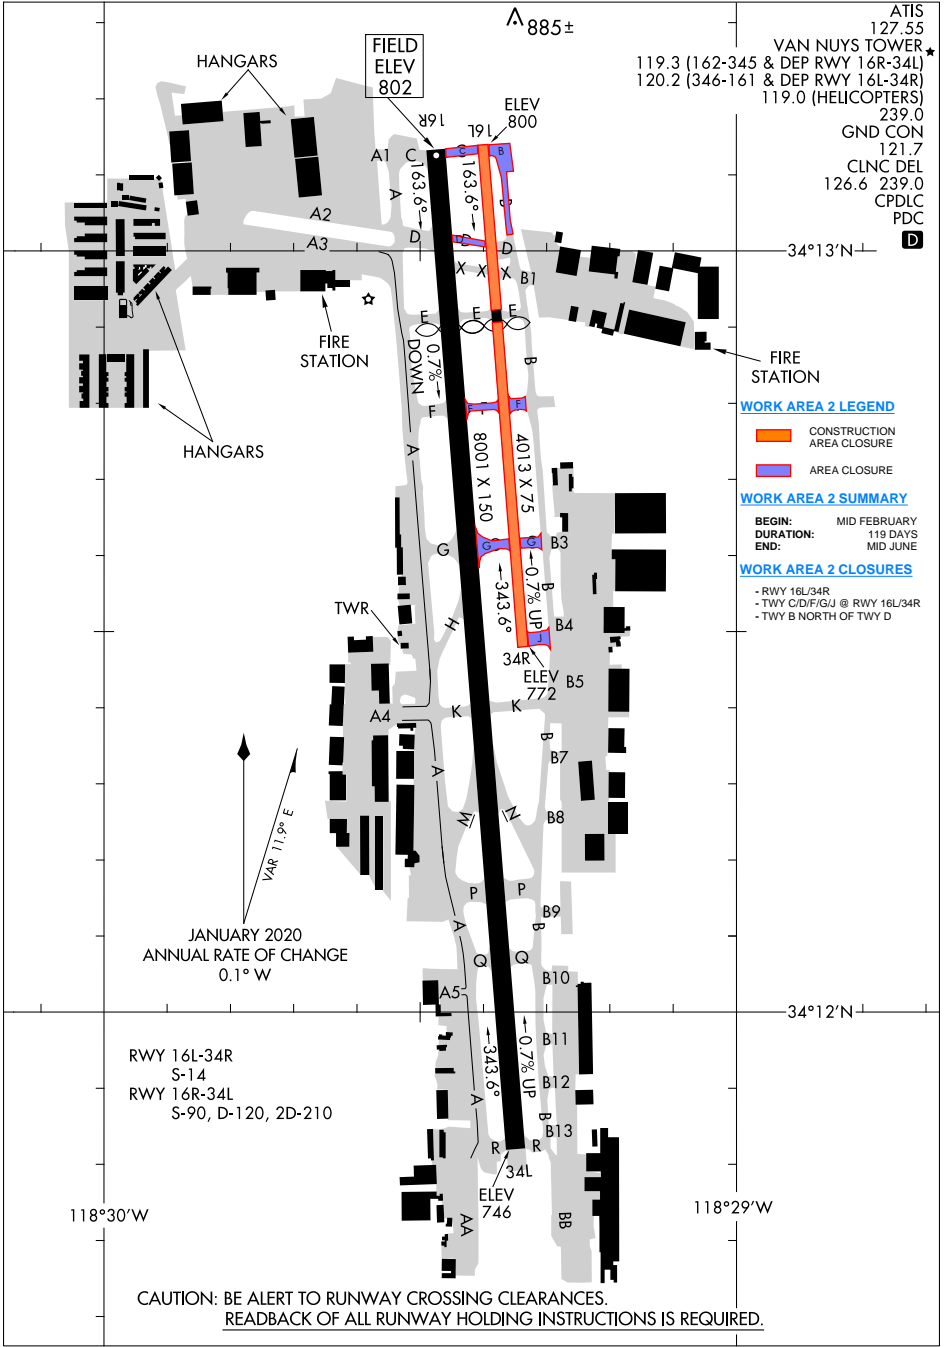 885±
ATIS
127.55
VAN NUYS TOWER
119.3 (162-345 & DEP RWY 16R-34L)
120.2 (346-161 & DEP RWY 16L-34R)
119.0 (HELICOPTERS)
239.0
GND CON
121.7
CLNC DEL
126.6 239.0
CPDLC
PDC
D
FIELD
ELEV
802
HANGARS
ELEV
800
16R
16L
A1
C
C
B
A
163.6°
163.6°
B
A2
A3
D
D
D
34°13'N
X
X
X
B1
E
E
E
FIRE
STATION
FIRE
STATION
0.7%
DOWN
B
F
F
F
HANGARS
A
8001 X 150
4013 X 75
WORK AREA 2 LEGEND
CONSTRUCTION
AREA CLOSURE
AREA CLOSURE
WORK AREA 2 SUMMARY
BEGIN: MID FEBRUARY
DURATION: 119 DAYS
END: MID JUNE
WORK AREA 2 CLOSURES
- RWY 16L/34R
- TWY C/D/F/G/J @ RWY 16L/34R
- TWY B NORTH OF TWY D
G
G
G
B3
343.6°
0.7% UP
B
TWR
H
B4
J
34R
ELEV
772
B5
A4
K
K
B
B7
A
VAR 11.9° E
M
N
B8
P
P
B9
A
B
JANUARY 2020
ANNUAL RATE OF CHANGE
0.1° W
Q
Q
B10
A5
34°12'N
343.6°
0.7% UP
B11
B12
RWY 16L-34R
S-14
RWY 16R-34L
S-90, D-120, 2D-210
A
B
B13
R
R
34L
ELEV
746
118°30'W
118°29'W
AA
BB
CAUTION: BE ALERT TO RUNWAY CROSSING CLEARANCES.
READBACK OF ALL RUNWAY HOLDING INSTRUCTIONS IS REQUIRED.